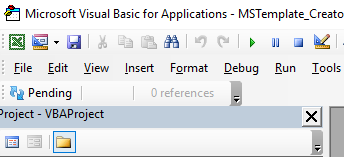 Microsoft Visual Basic for Applications - MSTemplate_Creato
File Edit View Insert Format Debug Run Tools
Pending 0 references
Project - VBAProject